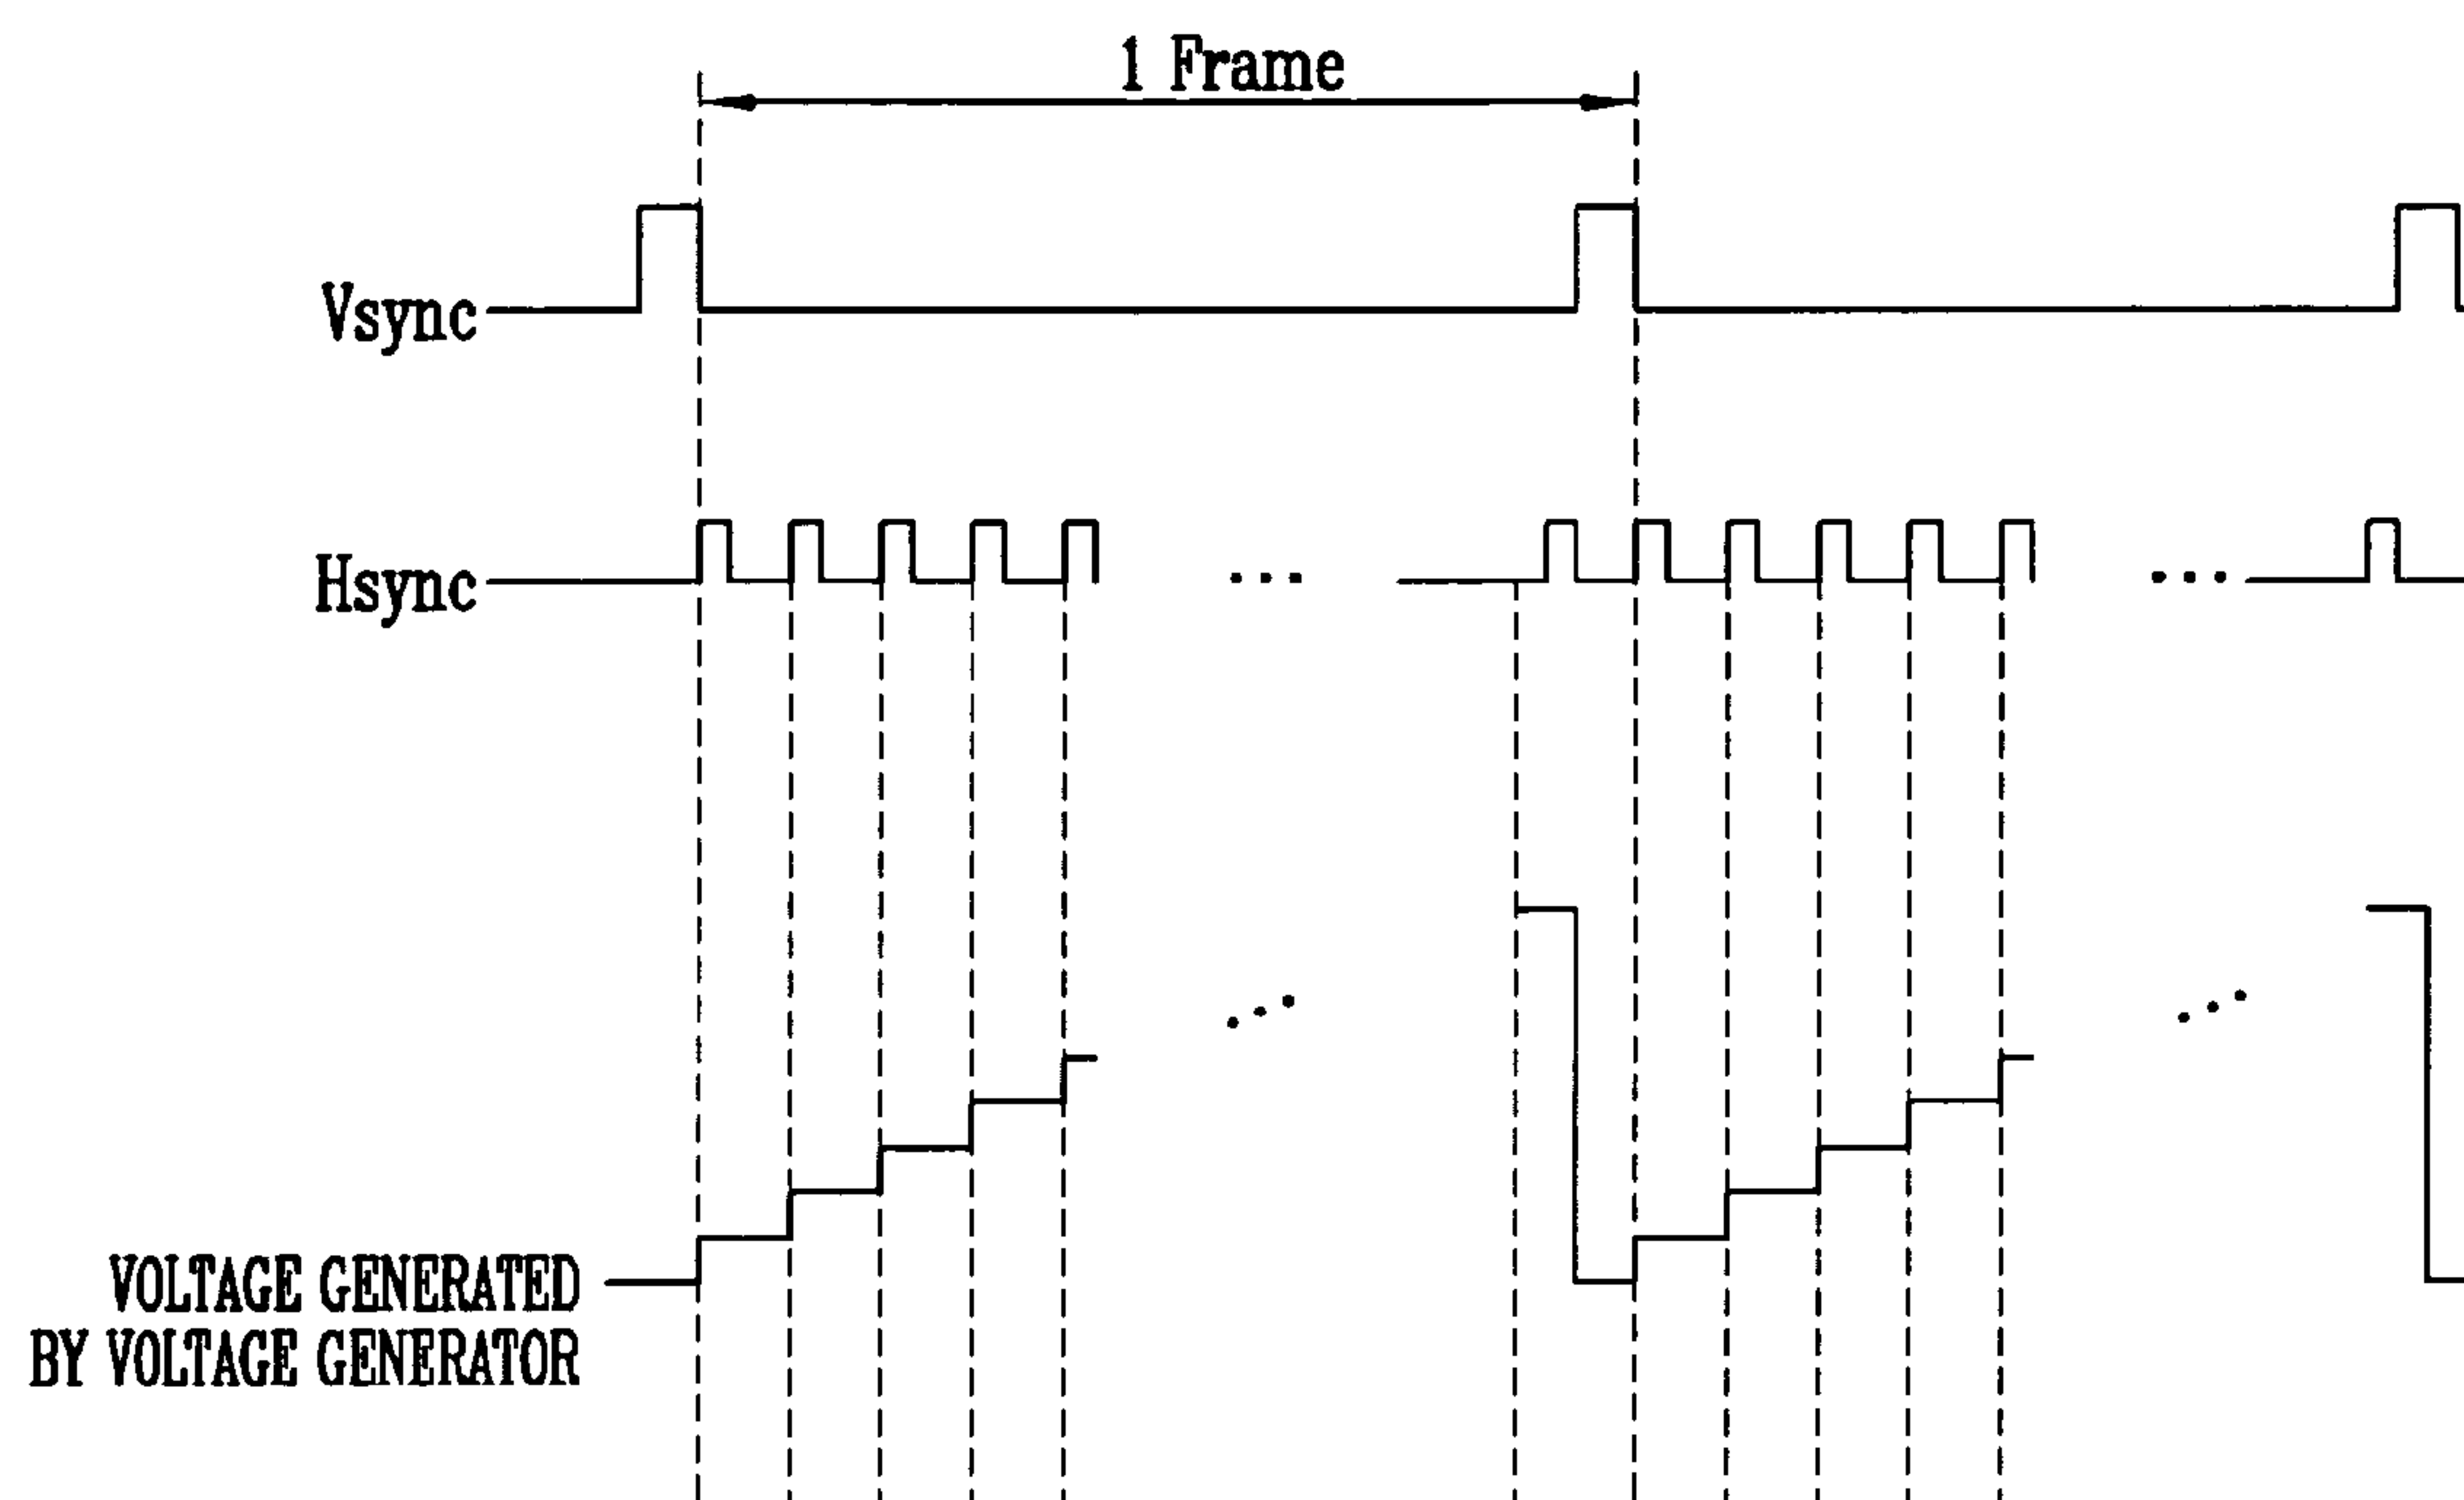 1 Frame
Vsync
Hsync
VOLTAGE GENERATED
BY VOLTAGE GENERATOR